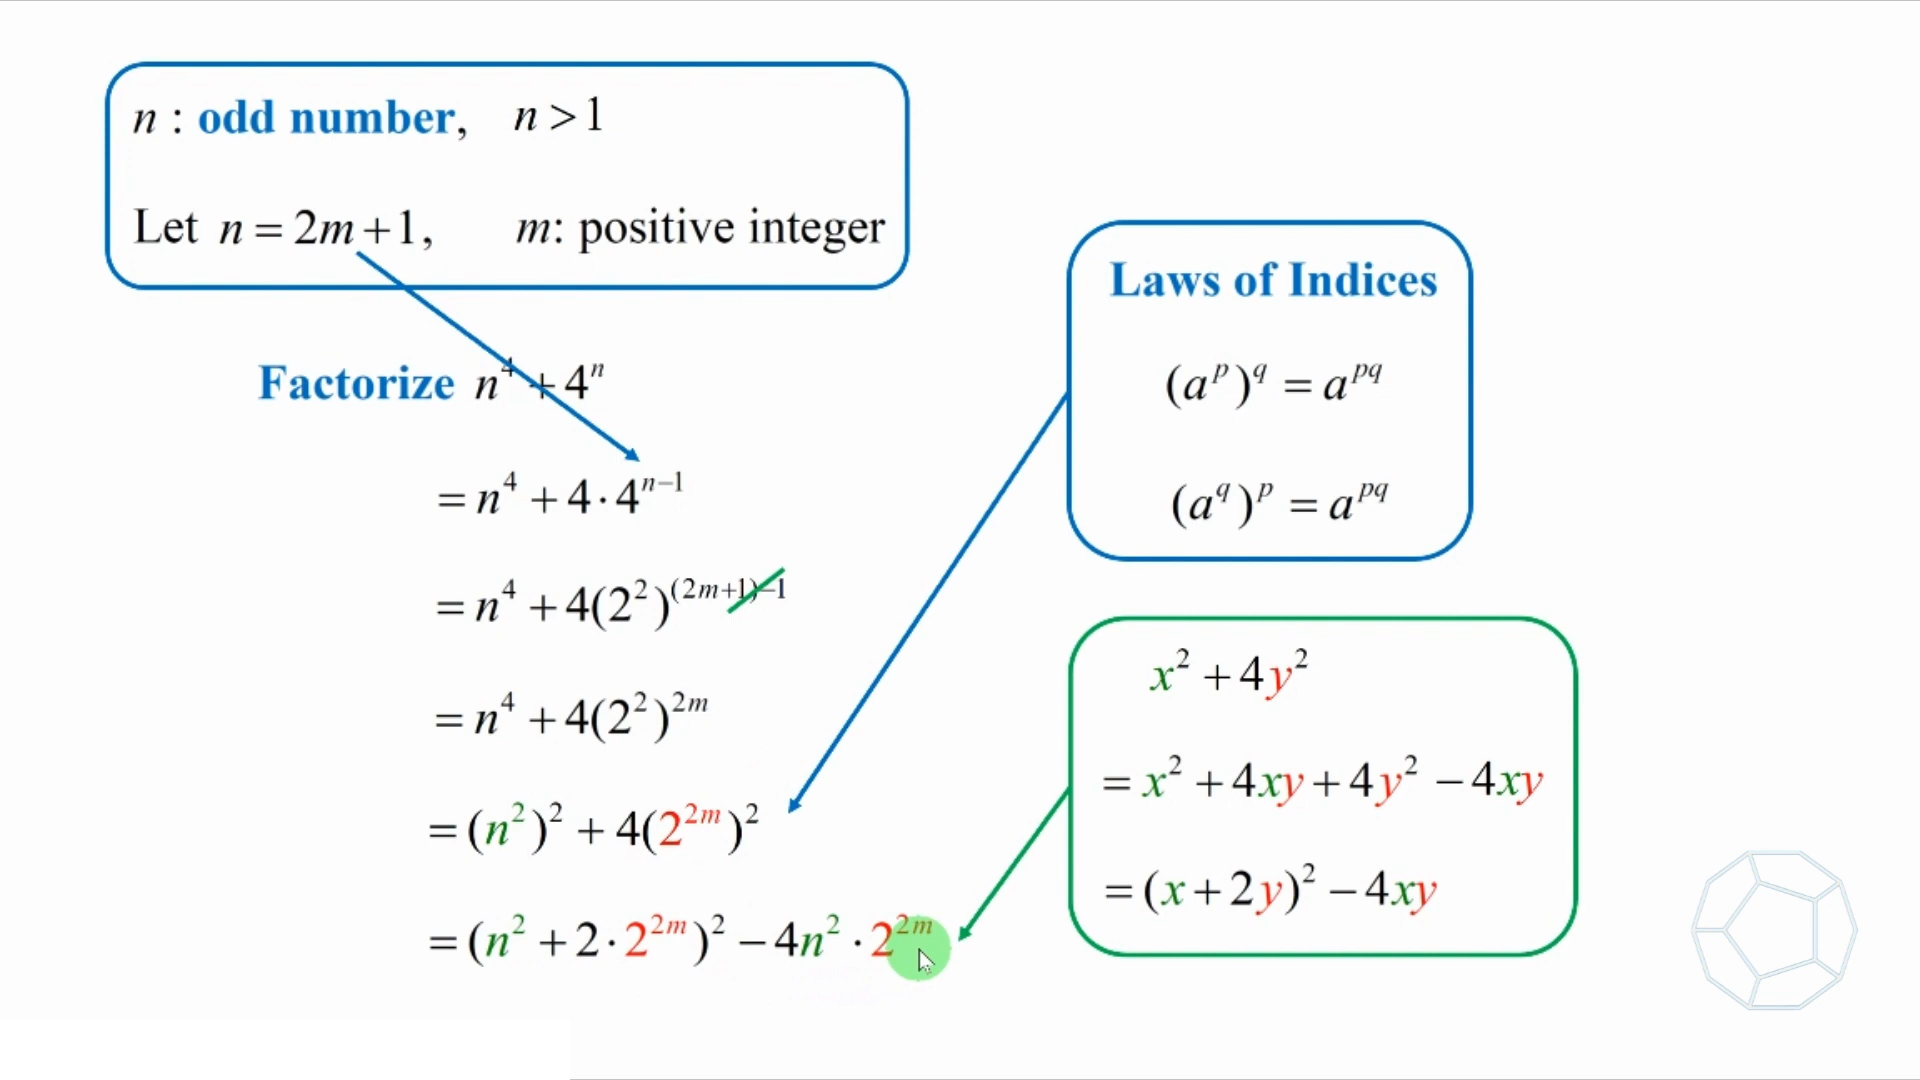 n : odd number, n > 1
Let n = 2m + 1, m: positive integer
Factorize n⁴ + 4ⁿ
= n⁴ + 4 · 4ⁿ⁻¹
= n⁴ + 4(2²)^(2m+1)−1
= n⁴ + 4(2²)²ᵐ
= (n²)² + 4(2²ᵐ)²
= (n² + 2 · 2²ᵐ)² − 4n² · 2²ᵐ
Laws of Indices
(aᵖ)^q = a^pq
(a^q)ᵖ = a^pq
x² + 4y²
= x² + 4xy + 4y² − 4xy
= (x + 2y)² − 4xy